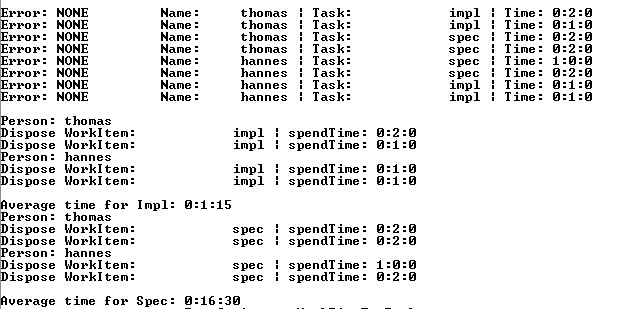 Error: NONE Name: thomas ¦ Task: impl ¦ Time: 0:2:0
Error: NONE Name: thomas ¦ Task: impl ¦ Time: 0:1:0
Error: NONE Name: thomas ¦ Task: spec ¦ Time: 0:2:0
Error: NONE Name: thomas ¦ Task: spec ¦ Time: 0:2:0
Error: NONE Name: hannes ¦ Task: spec ¦ Time: 1:0:0
Error: NONE Name: hannes ¦ Task: spec ¦ Time: 0:2:0
Error: NONE Name: hannes ¦ Task: impl ¦ Time: 0:1:0
Error: NONE Name: hannes ¦ Task: impl ¦ Time: 0:1:0
Person: thomas
Dispose WorkItem: impl ¦ spendTime: 0:2:0
Dispose WorkItem: impl ¦ spendTime: 0:1:0
Person: hannes
Dispose WorkItem: impl ¦ spendTime: 0:1:0
Dispose WorkItem: impl ¦ spendTime: 0:1:0
Average time for Impl: 0:1:15
Person: thomas
Dispose WorkItem: spec ¦ spendTime: 0:2:0
Dispose WorkItem: spec ¦ spendTime: 0:2:0
Person: hannes
Dispose WorkItem: spec ¦ spendTime: 1:0:0
Dispose WorkItem: spec ¦ spendTime: 0:2:0
Average time for Spec: 0:16:30